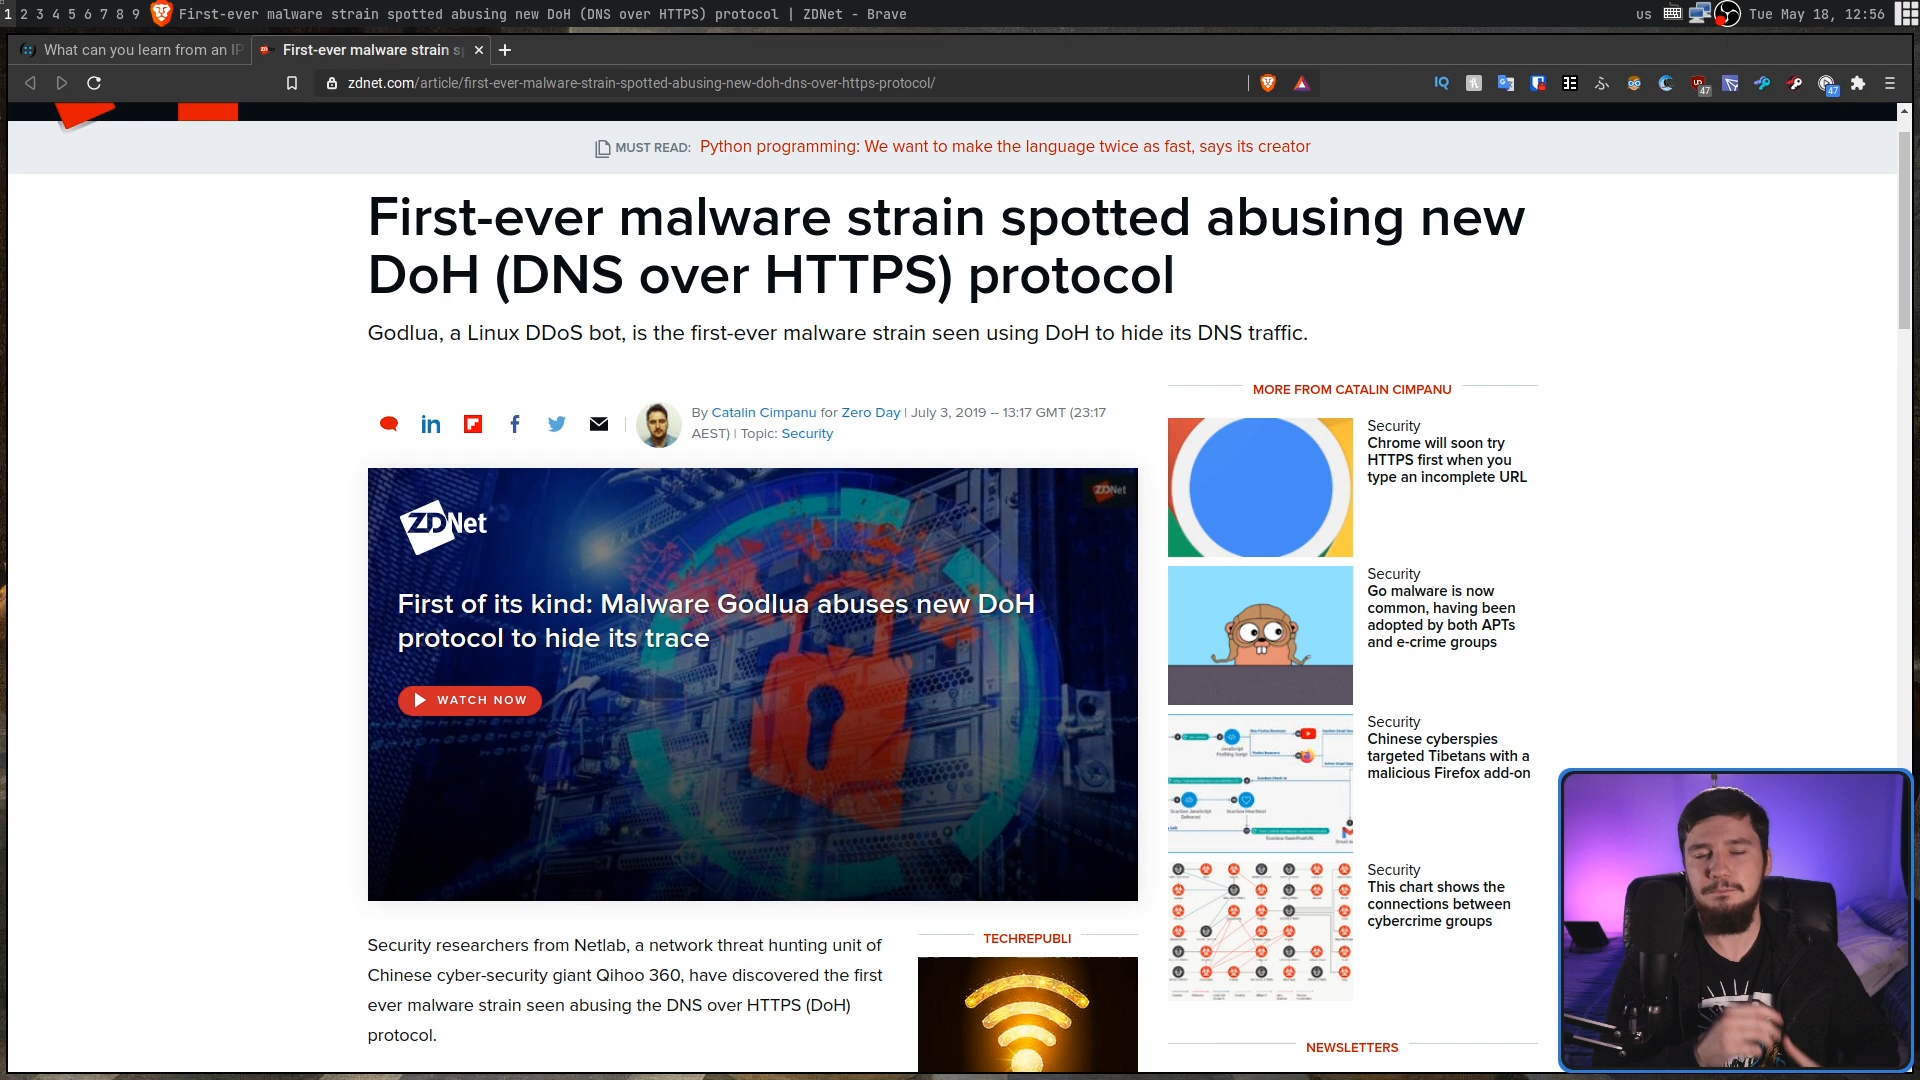 1 2 3 4 5 6 7 8 9 First-ever malware strain spotted abusing new DoH (DNS over HTTPS) protocol | ZDNet - Brave
us Tue May 18, 12:56
What can you learn from an IP
First-ever malware strain s
zdnet.com/article/first-ever-malware-strain-spotted-abusing-new-doh-dns-over-https-protocol/
IQ
47
47
MUST READ: Python programming: We want to make the language twice as fast, says its creator
First-ever malware strain spotted abusing new
DoH (DNS over HTTPS) protocol
Godlua, a Linux DDoS bot, is the first-ever malware strain seen using DoH to hide its DNS traffic.
By Catalin Cimpanu for Zero Day | July 3, 2019 -- 13:17 GMT (23:17
AEST) | Topic: Security
ZDNet
ZDNet
First of its kind: Malware Godlua abuses new DoH
protocol to hide its trace
WATCH NOW
Security researchers from Netlab, a network threat hunting unit of
Chinese cyber-security giant Qihoo 360, have discovered the first
ever malware strain seen abusing the DNS over HTTPS (DoH)
protocol.
TECHREPUBLI
MORE FROM CATALIN CIMPANU
Security
Chrome will soon try
HTTPS first when you
type an incomplete URL
Security
Go malware is now
common, having been
adopted by both APTs
and e-crime groups
Security
Chinese cyberspies
targeted Tibetans with a
malicious Firefox add-on
Security
This chart shows the
connections between
cybercrime groups
NEWSLETTERS